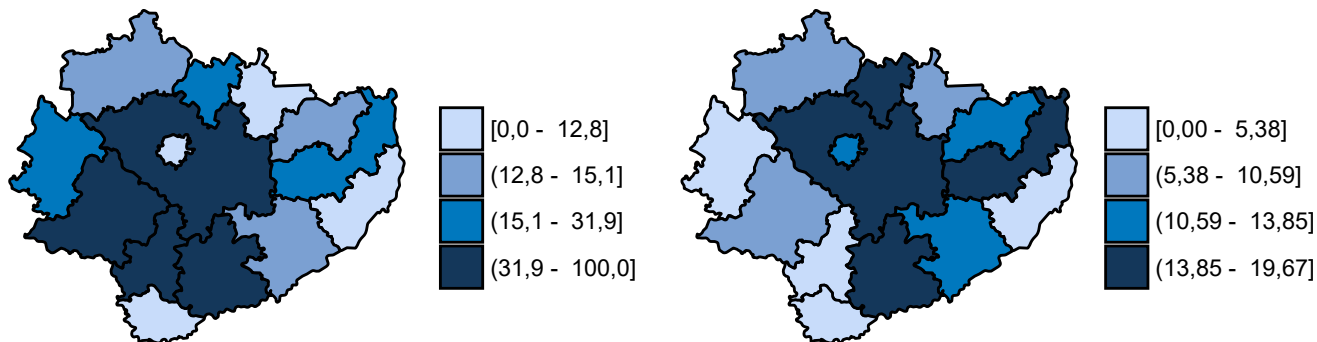 [0,0 - 12,8]
(12,8 - 15,1]
(15,1 - 31,9]
(31,9 - 100,0]
[0,00 - 5,38]
(5,38 - 10,59]
(10,59 - 13,85]
(13,85 - 19,67]